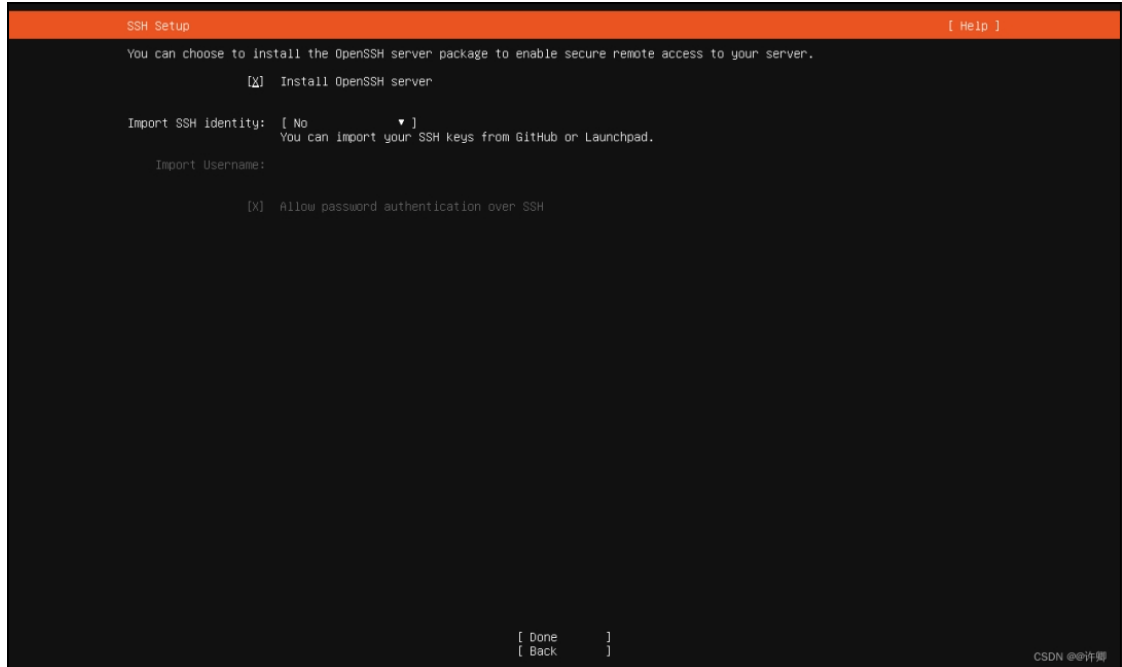 SSH Setup [ Help ]
You can choose to install the OpenSSH server package to enable secure remote access to your server.
[X] Install OpenSSH server
Import SSH identity: [ No ▼ ]
You can import your SSH keys from GitHub or Launchpad.
Import Username:
[X] Allow password authentication over SSH
[ Done ]
[ Back ]
CSDN @@许卿